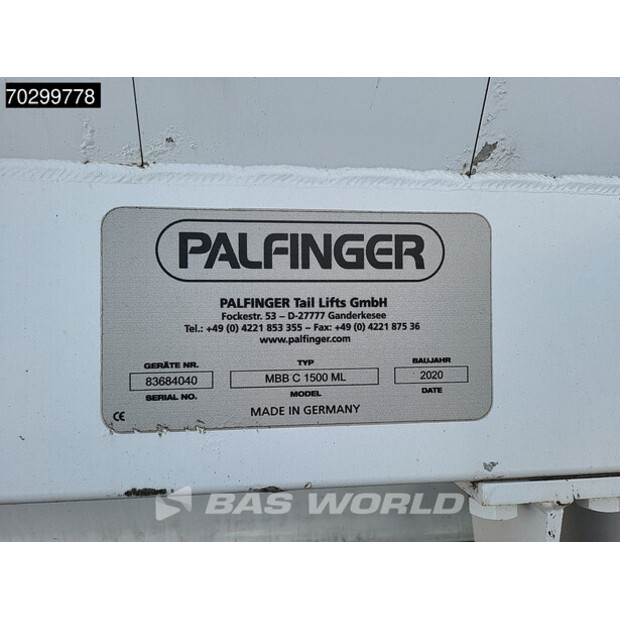 70299778
PALFINGER
PALFINGER Tail Lifts GmbH
Fockestr. 53 – D-27777 Ganderkesee
Tel.: +49 (0) 4221 853 355 – Fax: +49 (0) 4221 875 36
www.palfinger.com
GERÄTE NR. TYP BAUJAHR
83684040 MBB C 1500 ML 2020
SERIAL NO. MODEL DATE
CE MADE IN GERMANY
BAS WORLD